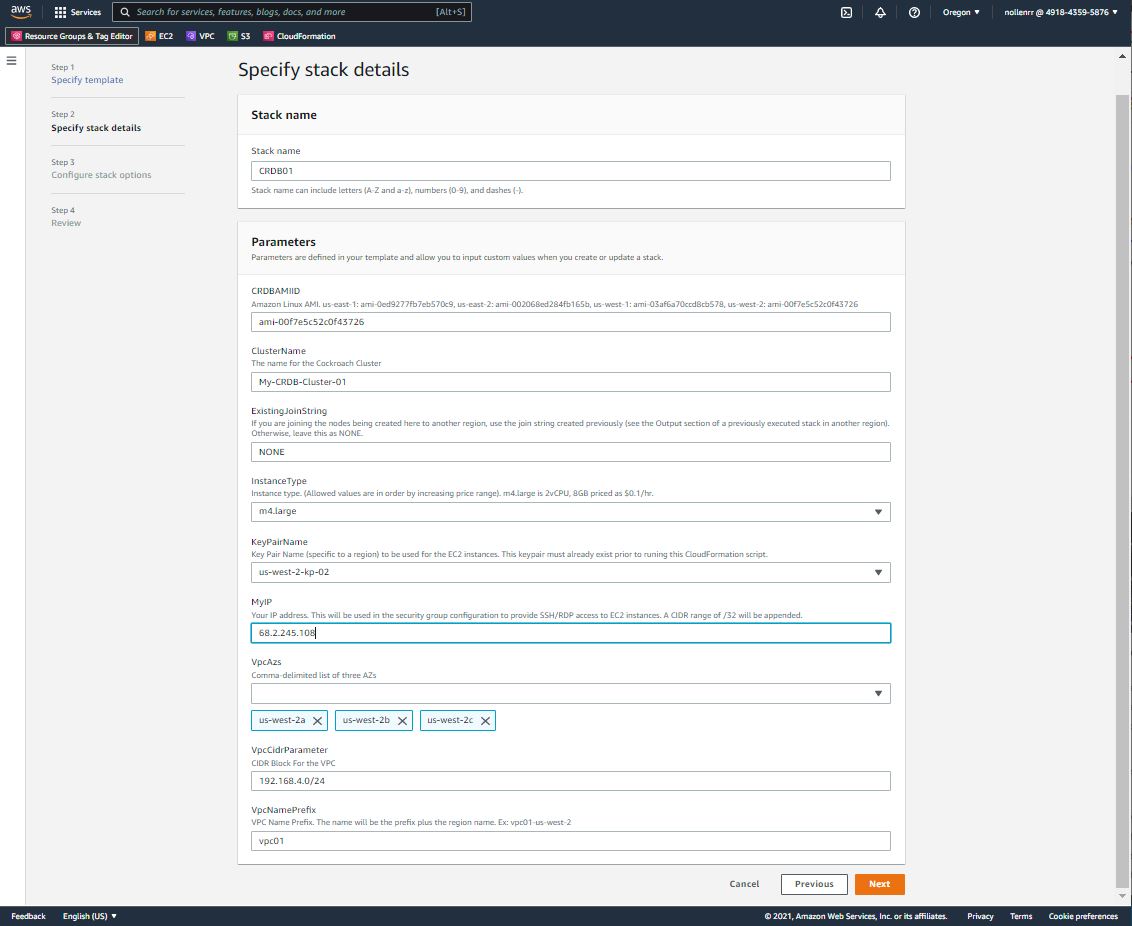 aws
Services
Search for services, features, blogs, docs, and more [Alt+S]
Oregon ▼
nollenrr @ 4918-4359-5876 ▼
Resource Groups & Tag Editor
EC2
VPC
S3
CloudFormation
Step 1
Specify template
Step 2
Specify stack details
Step 3
Configure stack options
Step 4
Review
Specify stack details
Stack name
Stack name
CRDB01
Stack name can include letters (A-Z and a-z), numbers (0-9), and dashes (-).
Parameters
Parameters are defined in your template and allow you to input custom values when you create or update a stack.
CRDBAMIID
Amazon Linux AMI. us-east-1: ami-0ed9277fb7eb570c9, us-east-2: ami-002068ed284fb165b, us-west-1: ami-03af6a70ccd8cb578, us-west-2: ami-00f7e5c52c0f43726
ami-00f7e5c52c0f43726
ClusterName
The name for the Cockroach Cluster
My-CRDB-Cluster-01
ExistingJoinString
If you are joining the nodes being created here to another region, use the join string created previously (see the Output section of a previously executed stack in another region).
Otherwise, leave this as NONE.
NONE
InstanceType
Instance type. (Allowed values are in order by increasing price range). m4.large is 2vCPU, 8GB priced as $0.1/hr.
m4.large
KeyPairName
Key Pair Name (specific to a region) to be used for the EC2 instances. This keypair must already exist prior to runing this CloudFormation script.
us-west-2-kp-02
MyIP
Your IP address. This will be used in the security group configuration to provide SSH/RDP access to EC2 instances. A CIDR range of /32 will be appended.
68.2.245.108
VpcAzs
Comma-delimited list of three AZs
us-west-2a
us-west-2b
us-west-2c
VpcCidrParameter
CIDR Block For the VPC
192.168.4.0/24
VpcNamePrefix
VPC Name Prefix. The name will be the prefix plus the region name. Ex: vpc01-us-west-2
vpc01
Cancel
Previous
Next
Feedback
English (US) ▼
© 2021, Amazon Web Services, Inc. or its affiliates.
Privacy
Terms
Cookie preferences